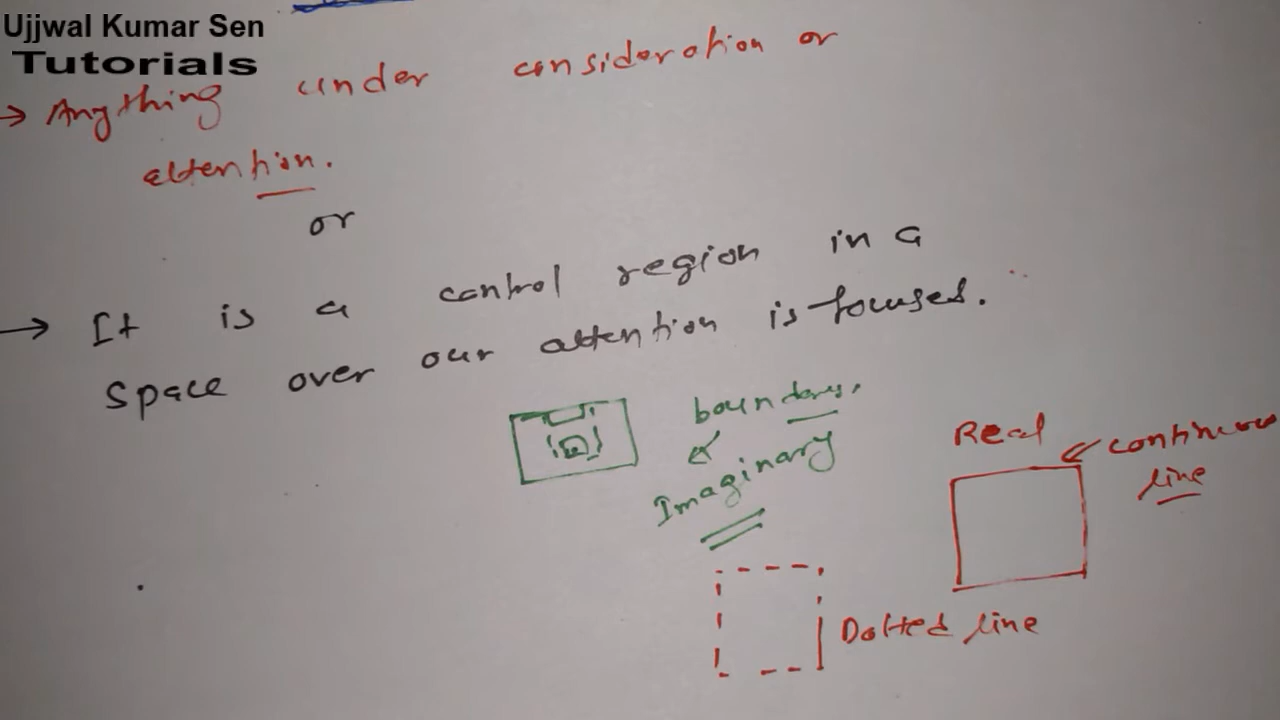 Ujjwal Kumar Sen
Tutorials
→ Anything under consideration or
attention.
or
→ It is a control region in a
Space over our attention is focuses.
boundary.
Imaginary
Real
continuous
line
Dotted line